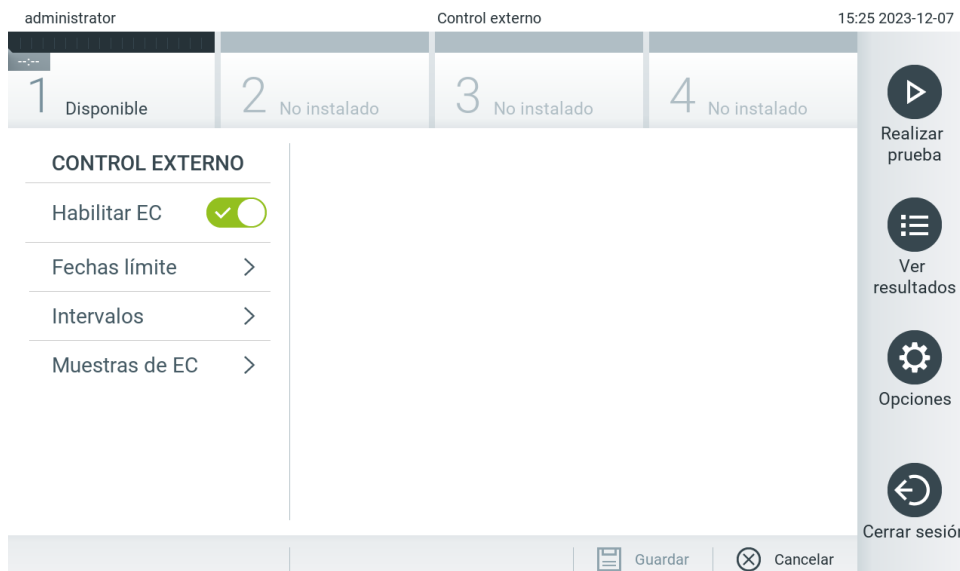 administrator
Control externo
15:25 2023-12-07
--:--
1 Disponible
2 No instalado
3 No instalado
4 No instalado
CONTROL EXTERNO
Habilitar EC
Fechas límite
Intervalos
Muestras de EC
Realizar
prueba
Ver
resultados
Opciones
Cerrar sesión
Guardar
Cancelar